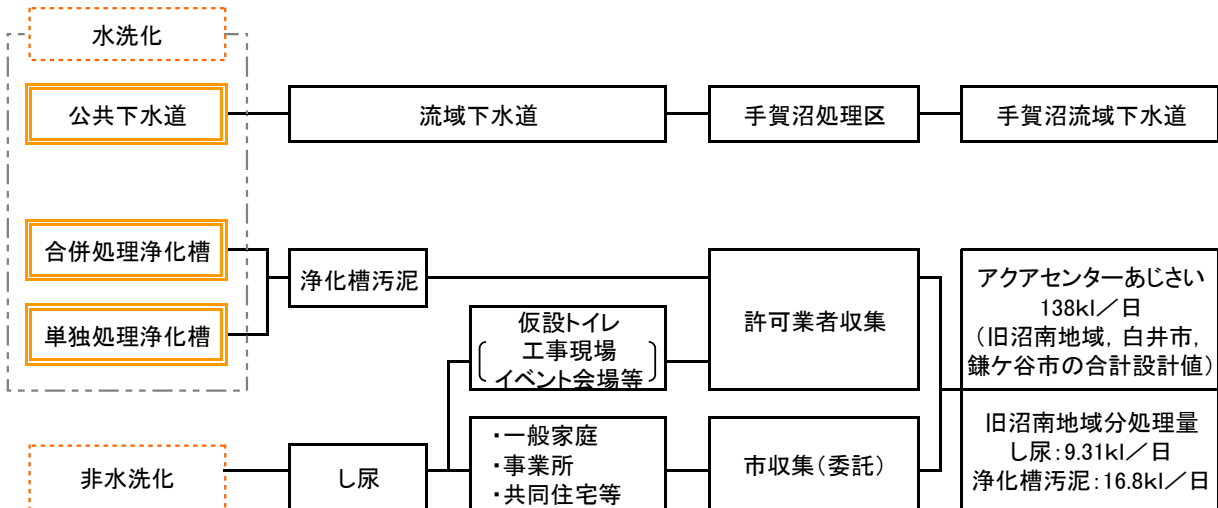 水洗化
公共下水道
流域下水道
手賀沼処理区
手賀沼流域下水道
合併処理浄化槽
単独処理浄化槽
浄化槽汚泥
仮設トイレ
工事現場
イベント会場等
許可業者収集
アクアセンターあじさい
138kl／日
（旧沼南地域，白井市，
鎌ケ谷市の合計設計値）
非水洗化
し尿
・一般家庭
・事業所
・共同住宅等
市収集（委託）
旧沼南地域分処理量
し尿：9.31kl／日
浄化槽汚泥：16.8kl／日